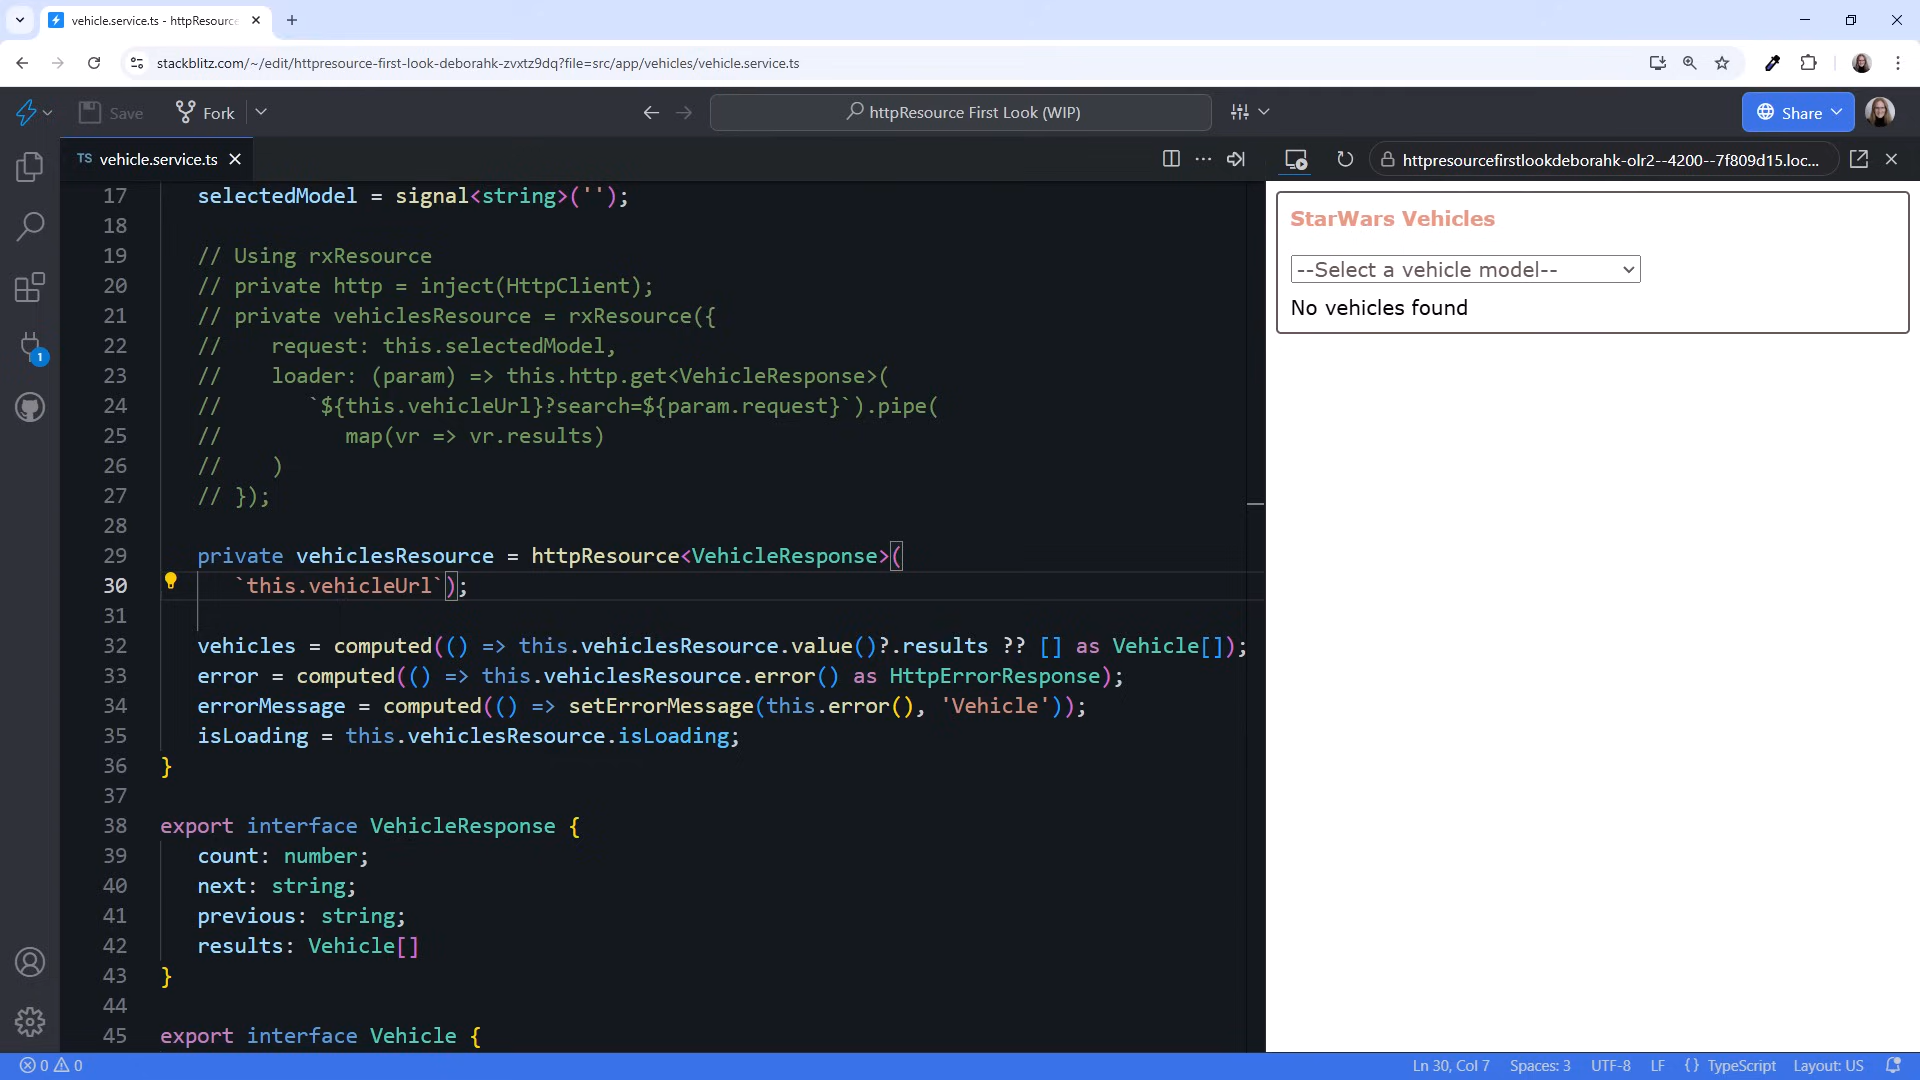 vehicle.service.ts - httpResource
stackblitz.com/~/edit/httpresource-first-look-deborahk-zvxtz9dq?file=src/app/vehicles/vehicle.service.ts
Save
Fork
httpResource First Look (WIP)
Share
TS vehicle.service.ts
httpresourcefirstlookdeborahk-olr2--4200--7f809d15.loc...
17 selectedModel = signal<string>('');
18
19 // Using rxResource
20 // private http = inject(HttpClient);
21 // private vehiclesResource = rxResource({
22 //    request: this.selectedModel,
23 //    loader: (param) => this.http.get<VehicleResponse>(
24 //       `${this.vehicleUrl}?search=${param.request}`).pipe(
25 //          map(vr => vr.results)
26 //    )
27 // });
28
29 private vehiclesResource = httpResource<VehicleResponse>(
30    `this.vehicleUrl`);
31
32 vehicles = computed(() => this.vehiclesResource.value()?.results ?? [] as Vehicle[]);
33 error = computed(() => this.vehiclesResource.error() as HttpErrorResponse);
34 errorMessage = computed(() => setErrorMessage(this.error(), 'Vehicle'));
35 isLoading = this.vehiclesResource.isLoading;
36 }
37
38 export interface VehicleResponse {
39 count: number;
40 next: string;
41 previous: string;
42 results: Vehicle[]
43 }
44
45 export interface Vehicle {
StarWars Vehicles
--Select a vehicle model--
No vehicles found
1
0 0
Ln 30, Col 7
Spaces: 3
UTF-8
LF
{} TypeScript
Layout: US